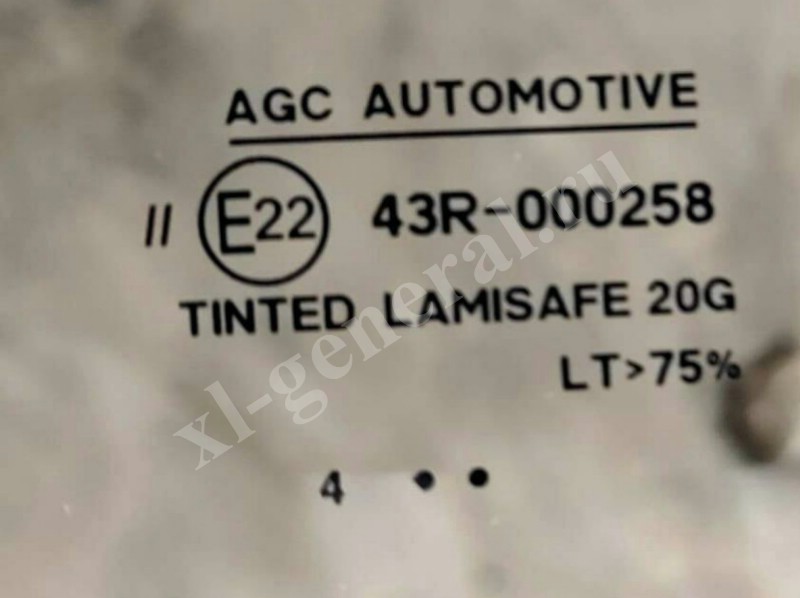 AGC AUTOMOTIVE
II E22 43R-000258
TINTED LAMISAFE 20G
LT>75%
4 • •
xl-general.ru